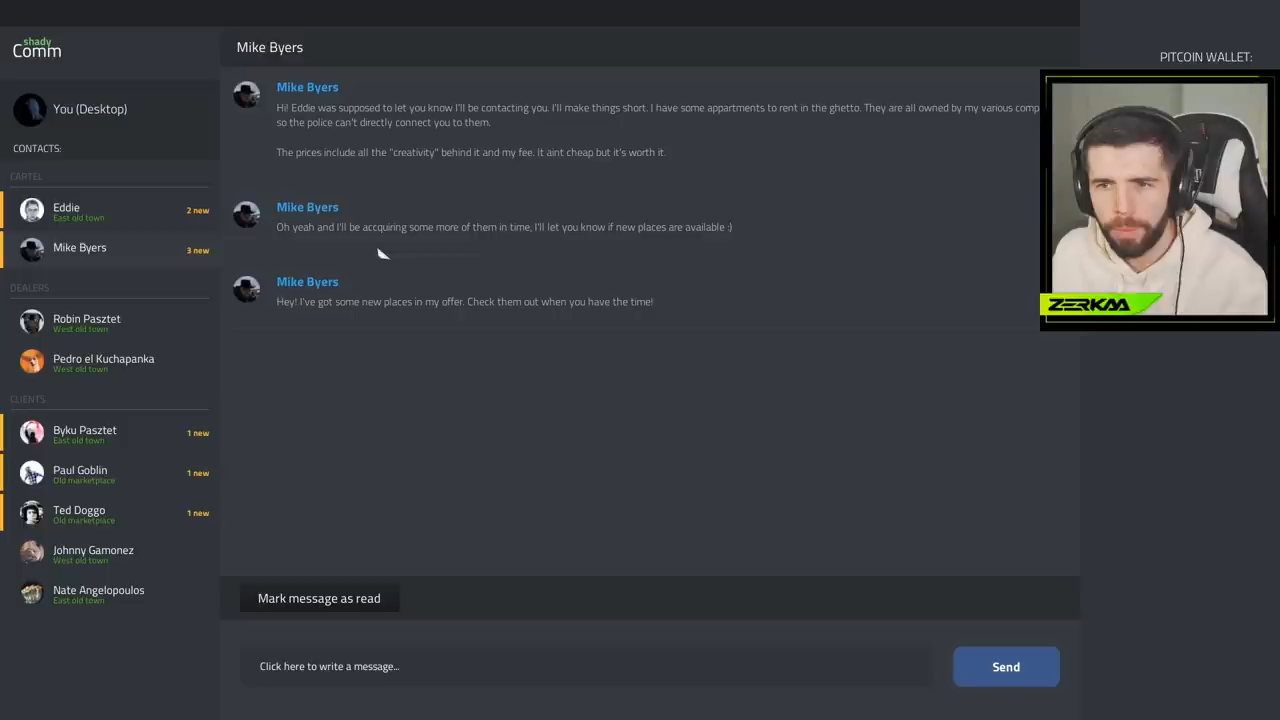 shady
Comm
Mike Byers
PITCOIN WALLET:
You (Desktop)
CONTACTS:
CARTEL
Eddie
East old town
2 new
Mike Byers
3 new
DEALERS
Robin Pasztet
West old town
Pedro el Kuchapanka
West old town
CLIENTS
Byku Pasztet
East old town
1 new
Paul Goblin
Old marketplace
1 new
Ted Doggo
Old marketplace
1 new
Johnny Gamonez
West old town
Nate Angelopoulos
East old town
Mike Byers
Hi! Eddie was supposed to let you know I'll be contacting you. I'll make things short. I have some appartments to rent in the ghetto. They are all owned by my various comp
so the police can't directly connect you to them.
The prices include all the "creativity" behind it and my fee. It aint cheap but it's worth it.
Mike Byers
Oh yeah and I'll be accquiring some more of them in time, I'll let you know if new places are available :)
Mike Byers
Hey! I've got some new places in my offer. Check them out when you have the time!
Mark message as read
Click here to write a message...
Send
ZERKAA